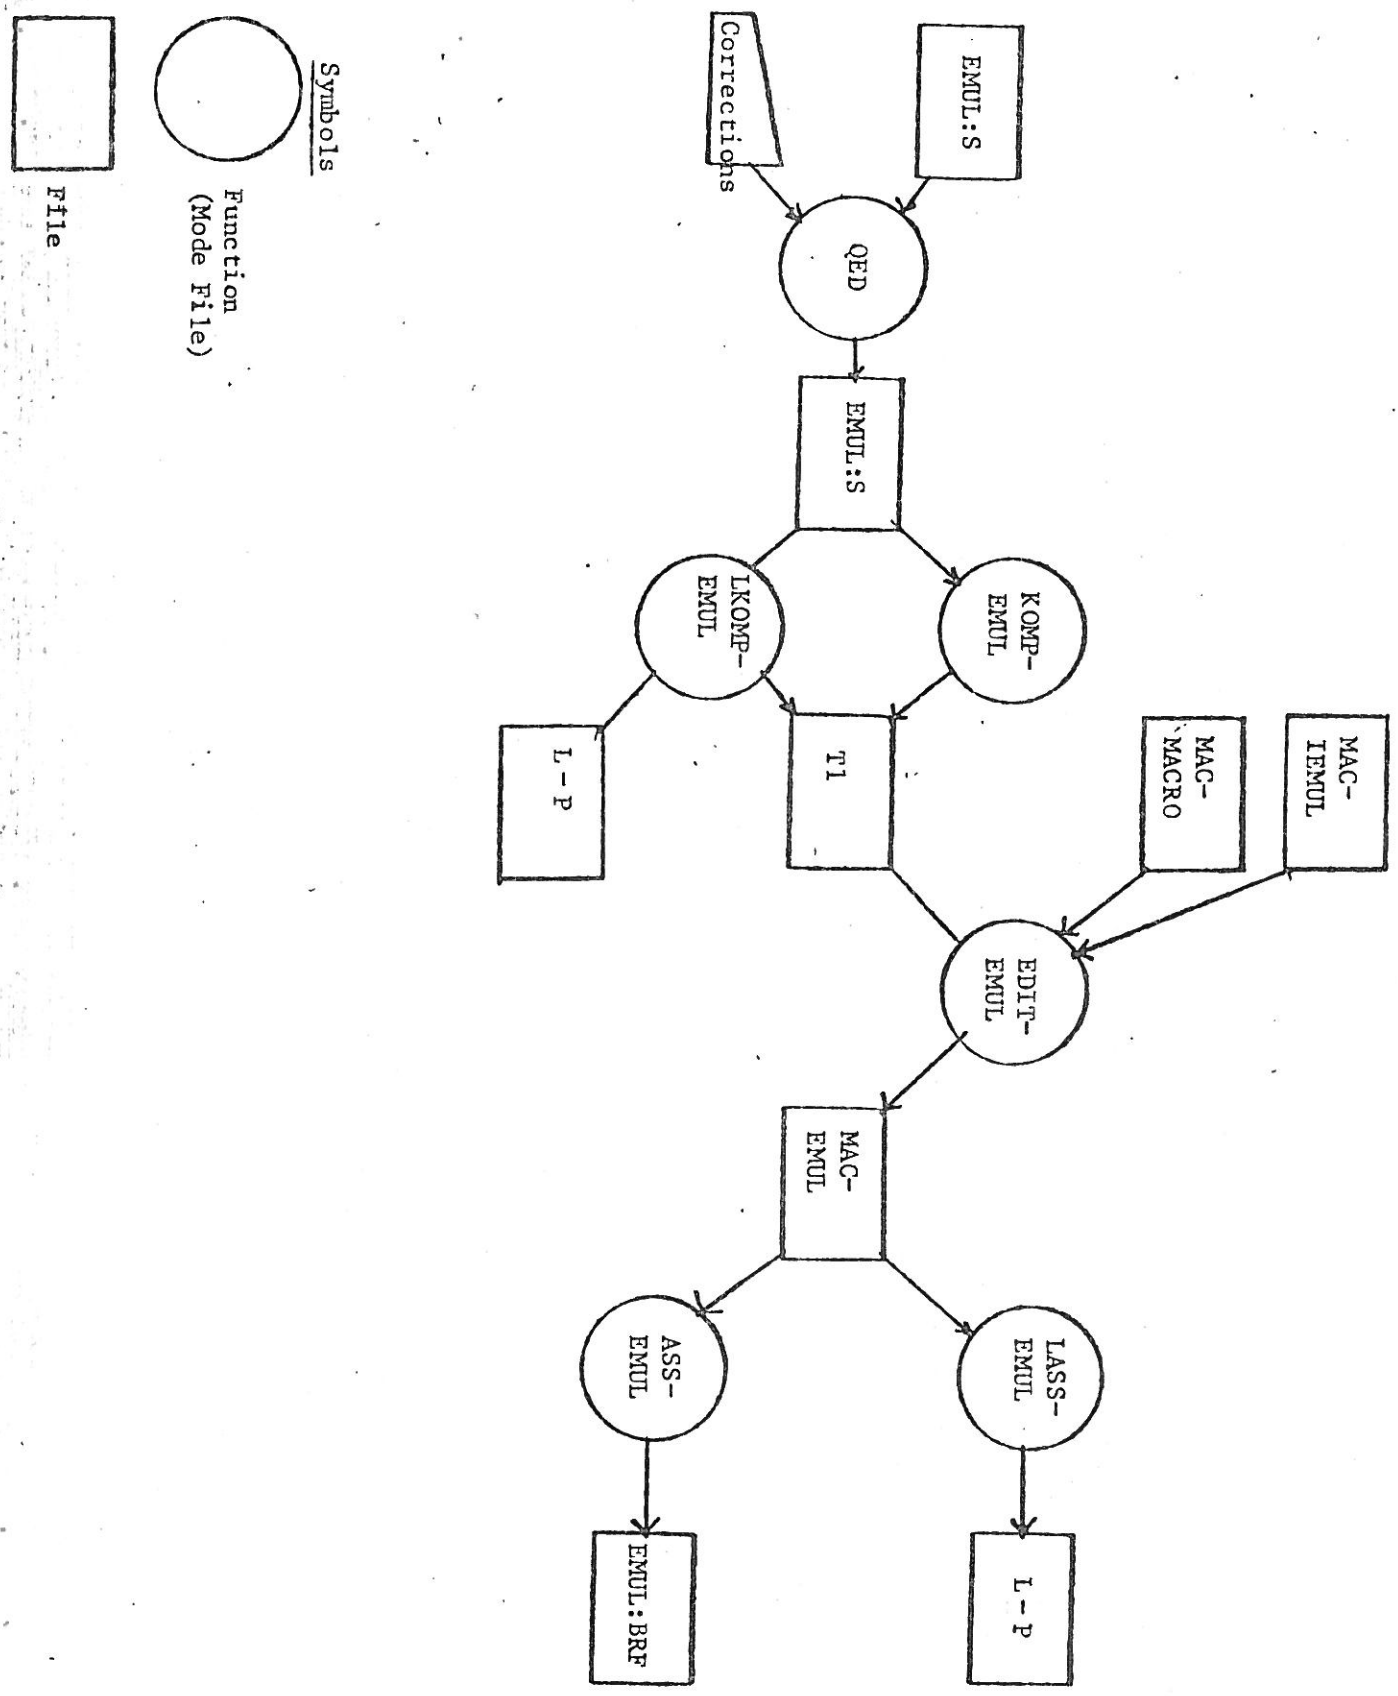 EMUL:S
Corrections
QED
EMUL:S
KOMP-
EMUL
LKOMP-
EMUL
MAC-
IEMUL
MAC-
MACRO
T1
L - P
EDIT-
EMUL
MAC-
EMUL
LASS-
EMUL
ASS-
EMUL
L - P
EMUL:BRF
Symbols
Function
(Mode File)
File